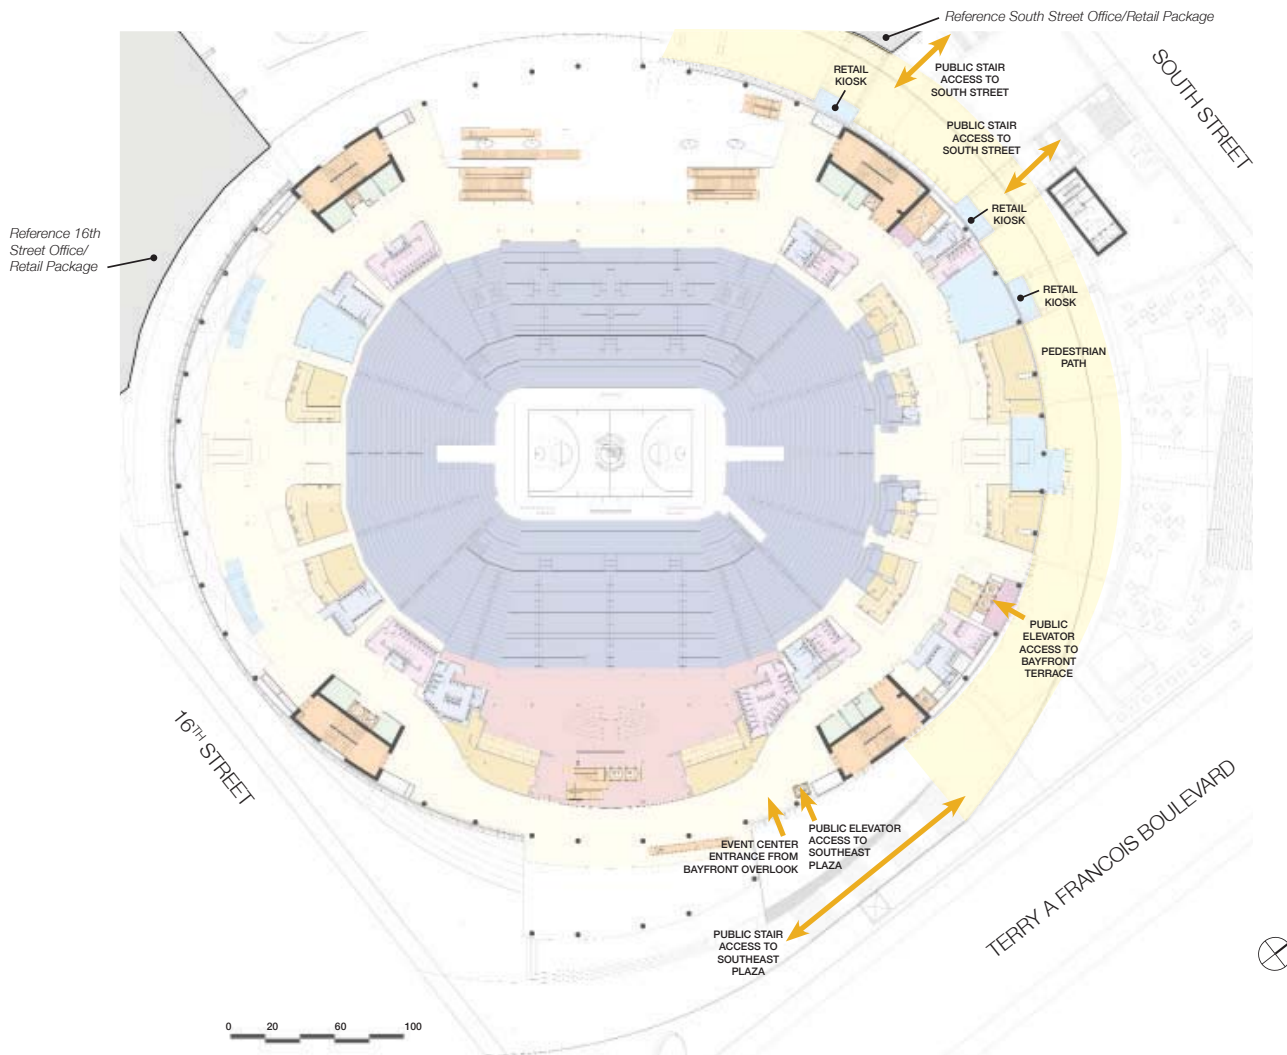 Reference South Street Office/Retail Package
SOUTH STREET
RETAIL
KIOSK
PUBLIC STAIR
ACCESS TO
SOUTH STREET
PUBLIC STAIR
ACCESS TO
SOUTH STREET
RETAIL
KIOSK
Reference 16th
Street Office/
Retail Package
RETAIL
KIOSK
PEDESTRIAN
PATH
PUBLIC
ELEVATOR
ACCESS TO
BAYFRONT
TERRACE
16TH STREET
TERRY A FRANCOIS BOULEVARD
EVENT CENTER
ENTRANCE FROM
BAYFRONT OVERLOOK
PUBLIC ELEVATOR
ACCESS TO
SOUTHEAST
PLAZA
PUBLIC STAIR
ACCESS TO
SOUTHEAST
PLAZA
0 20 60 100